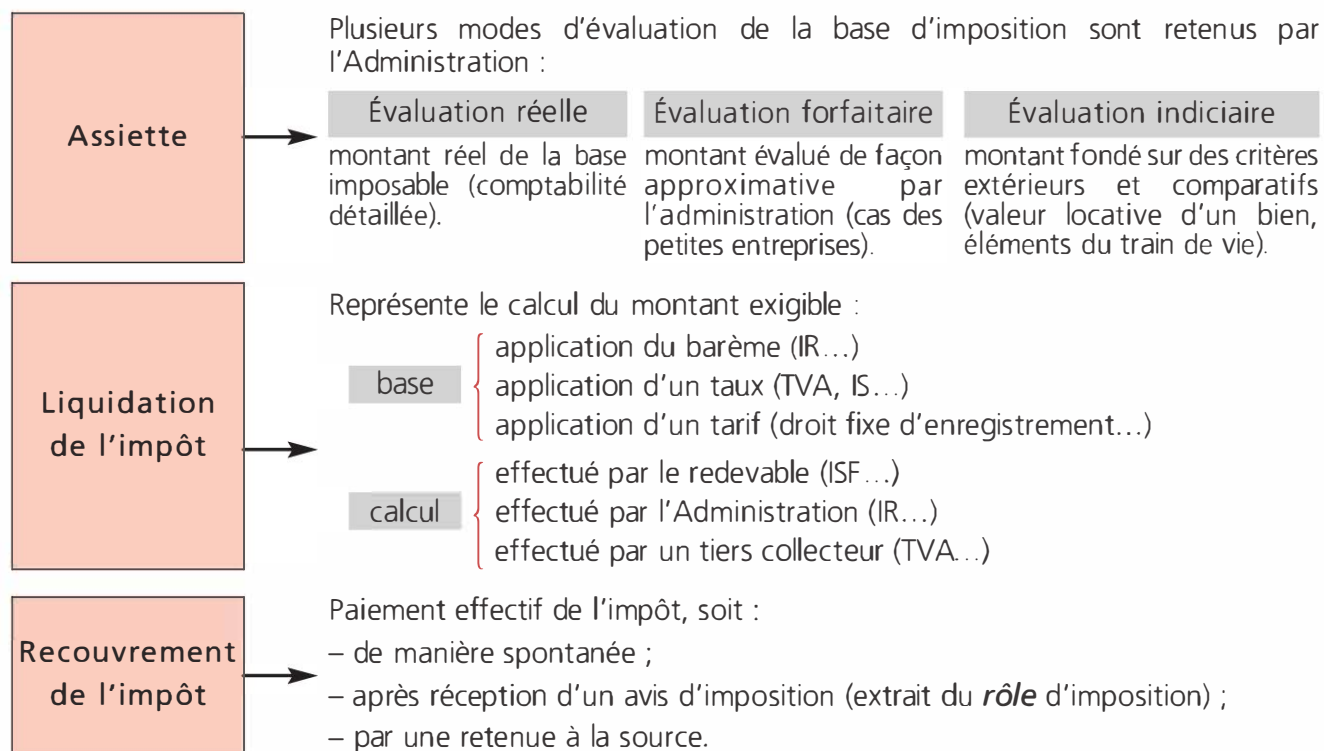 Assiette
Plusieurs modes d'évaluation de la base d'imposition sont retenus par
l'Administration :
Évaluation réelle
montant réel de la base
imposable (comptabilité
détaillée).
Évaluation forfaitaire
montant évalué de façon
approximative par
l'administration (cas des
petites entreprises).
Évaluation indiciaire
montant fondé sur des critères
extérieurs et comparatifs
(valeur locative d'un bien,
éléments du train de vie).
Liquidation
de l'impôt
Représente le calcul du montant exigible :
base
application du barème (IR...)
application d'un taux (TVA, IS...)
application d'un tarif (droit fixe d'enregistrement...)
calcul
effectué par le redevable (ISF...)
effectué par l'Administration (IR...)
effectué par un tiers collecteur (TVA...)
Recouvrement
de l'impôt
Paiement effectif de l'impôt, soit :
– de manière spontanée ;
– après réception d'un avis d'imposition (extrait du rôle d'imposition) ;
– par une retenue à la source.